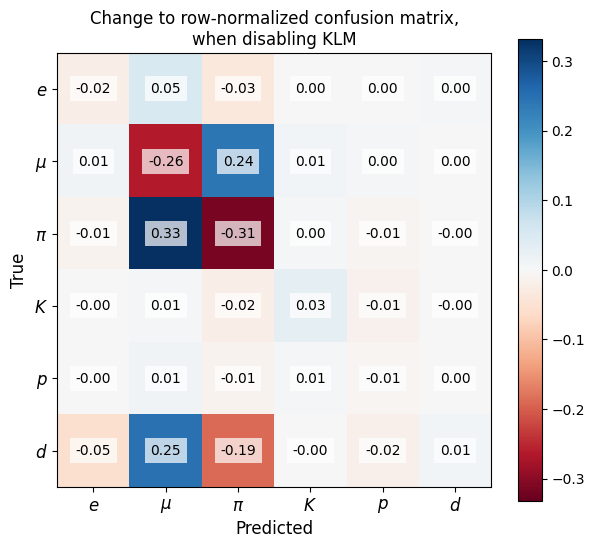 Change to row-normalized confusion matrix,
when disabling KLM
True
e -0.02 0.05 -0.03 0.00 0.00 0.00
μ 0.01 -0.26 0.24 0.01 0.00 0.00
π -0.01 0.33 -0.31 0.00 -0.01 -0.00
K -0.00 0.01 -0.02 0.03 -0.01 -0.00
p -0.00 0.01 -0.01 0.01 -0.01 0.00
d -0.05 0.25 -0.19 -0.00 -0.02 0.01
e μ π K p d
Predicted
0.3
0.2
0.1
0.0
−0.1
−0.2
−0.3